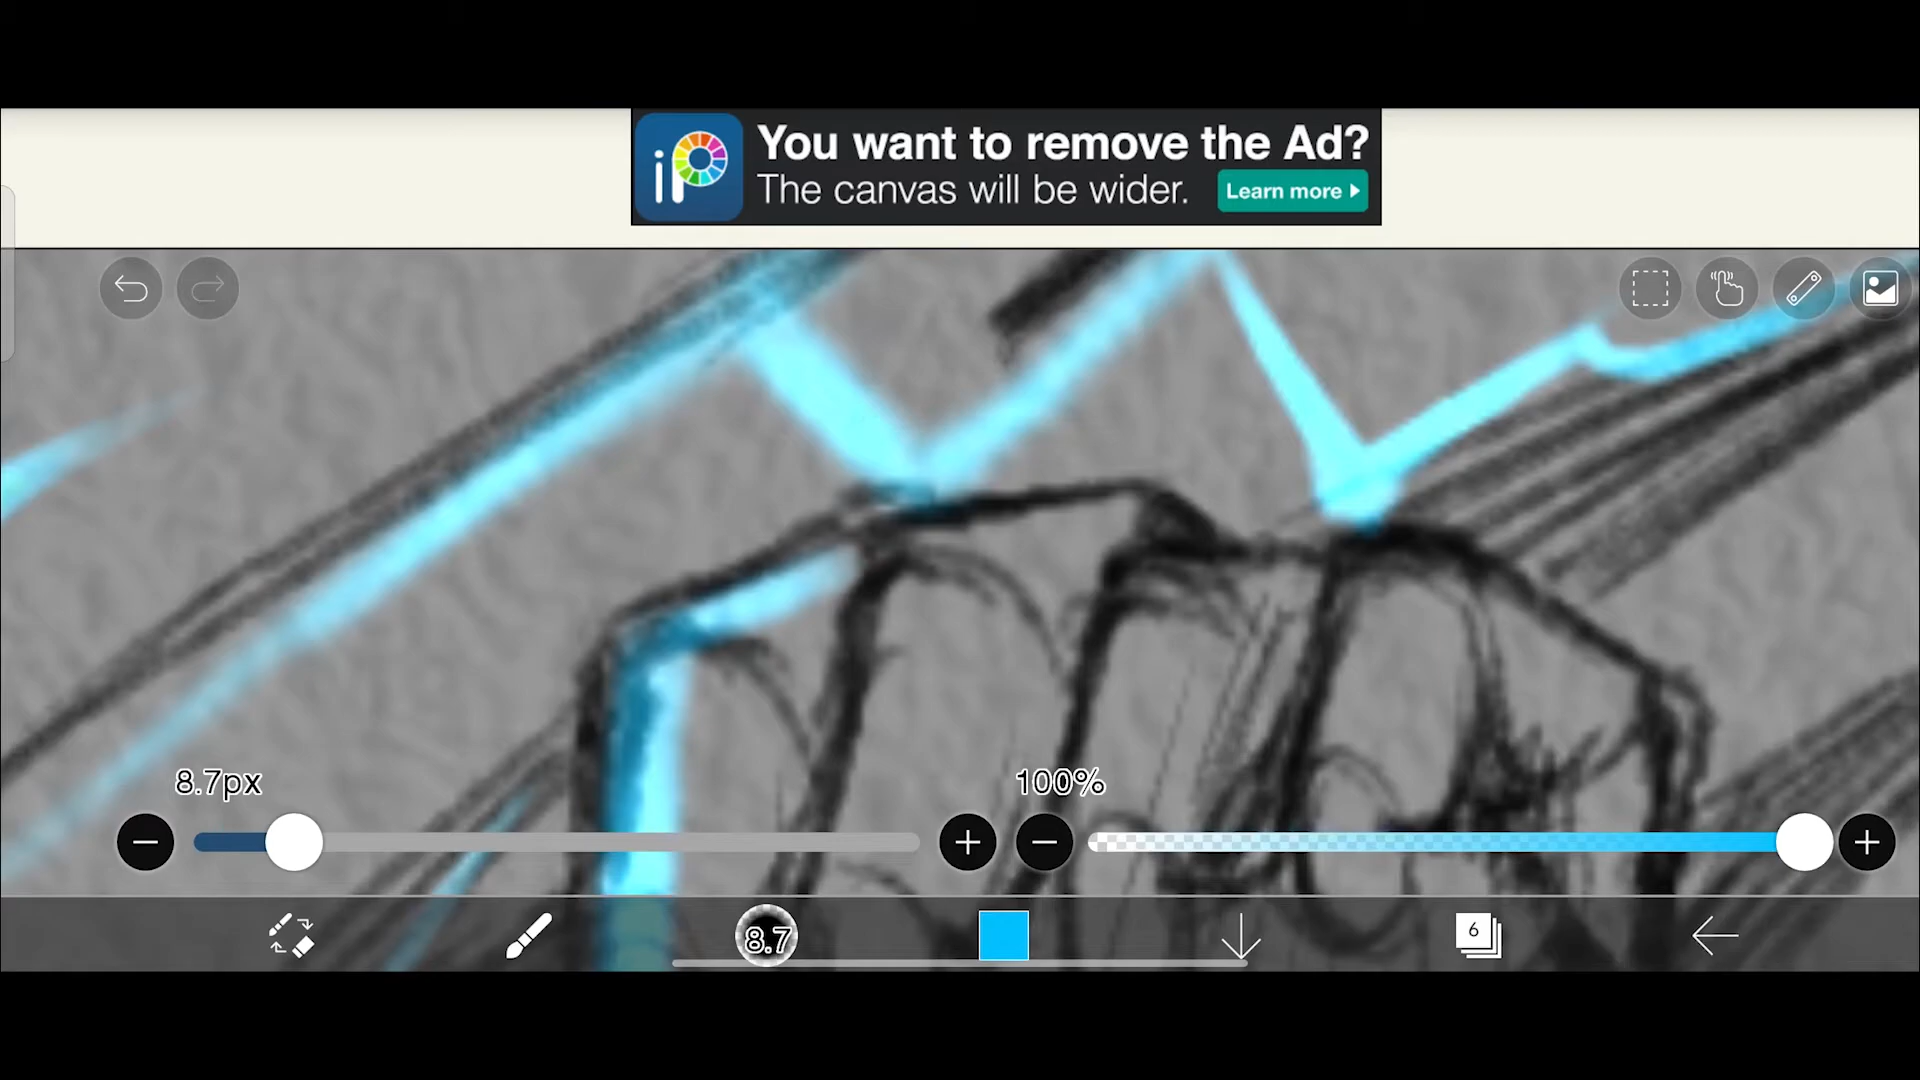 iP
You want to remove the Ad?
The canvas will be wider.
Learn more
8.7px
100%
8.7
6